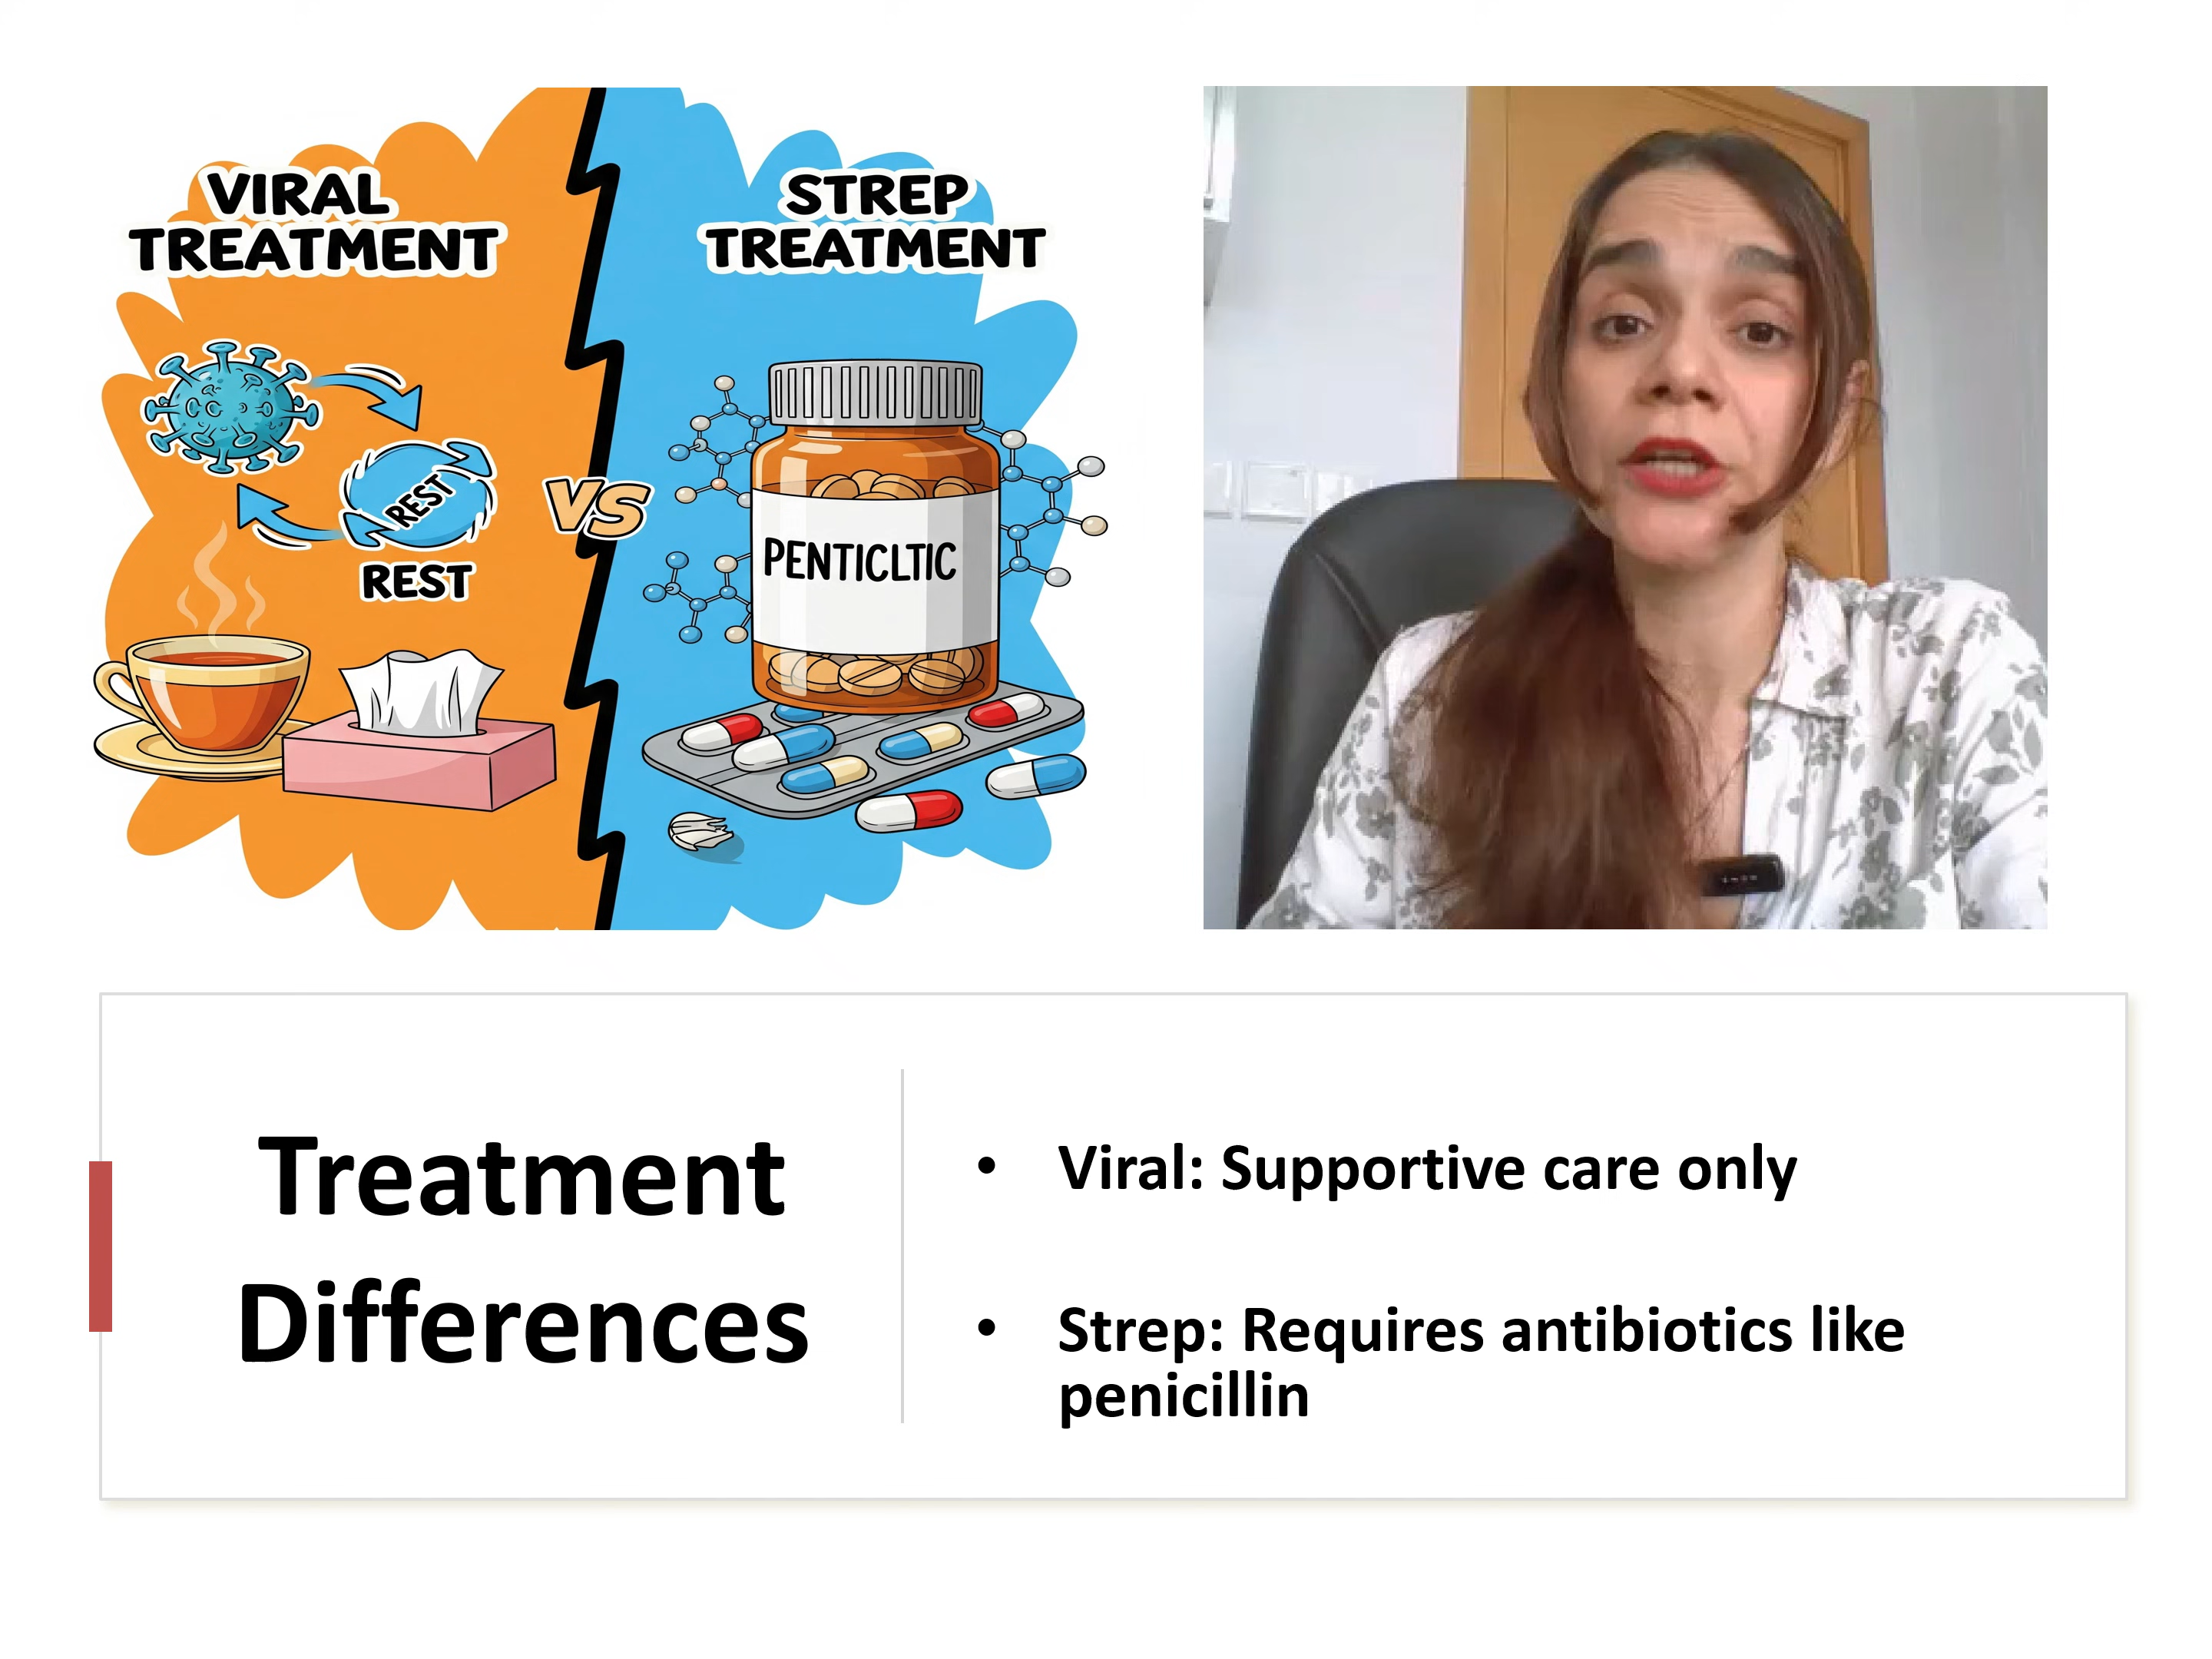 VIRAL
TREATMENT
STREP
TREATMENT
REST
REST
VS
PENTICLTIC
Treatment
Differences
• Viral: Supportive care only
• Strep: Requires antibiotics like
penicillin